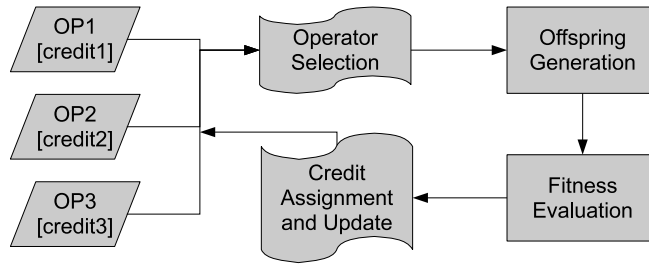 OP1
[credit1]
OP2
[credit2]
OP3
[credit3]
Operator
Selection
Offspring
Generation
Credit
Assignment
and Update
Fitness
Evaluation